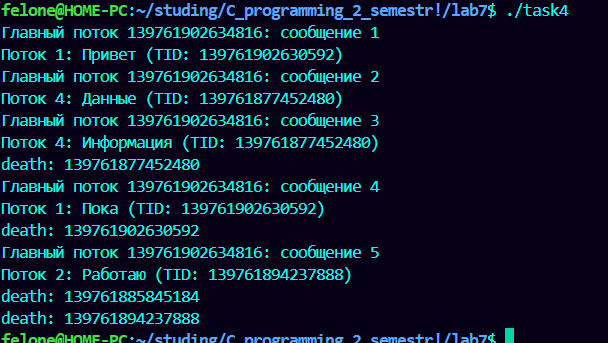 felone@HOME-PC:~/studing/C_programming_2_semestr!/lab7$ ./task4
Главный поток 139761902634816: сообщение 1
Поток 1: Привет (TID: 139761902630592)
Главный поток 139761902634816: сообщение 2
Поток 4: Данные (TID: 139761877452480)
Главный поток 139761902634816: сообщение 3
Поток 4: Информация (TID: 139761877452480)
death: 139761877452480
Главный поток 139761902634816: сообщение 4
Поток 1: Пока (TID: 139761902630592)
death: 139761902630592
Главный поток 139761902634816: сообщение 5
Поток 2: Работаю (TID: 139761894237888)
death: 139761885845184
death: 139761894237888
felone@HOME-PC:~/studing/C_programming_2_semestr!/lab7$